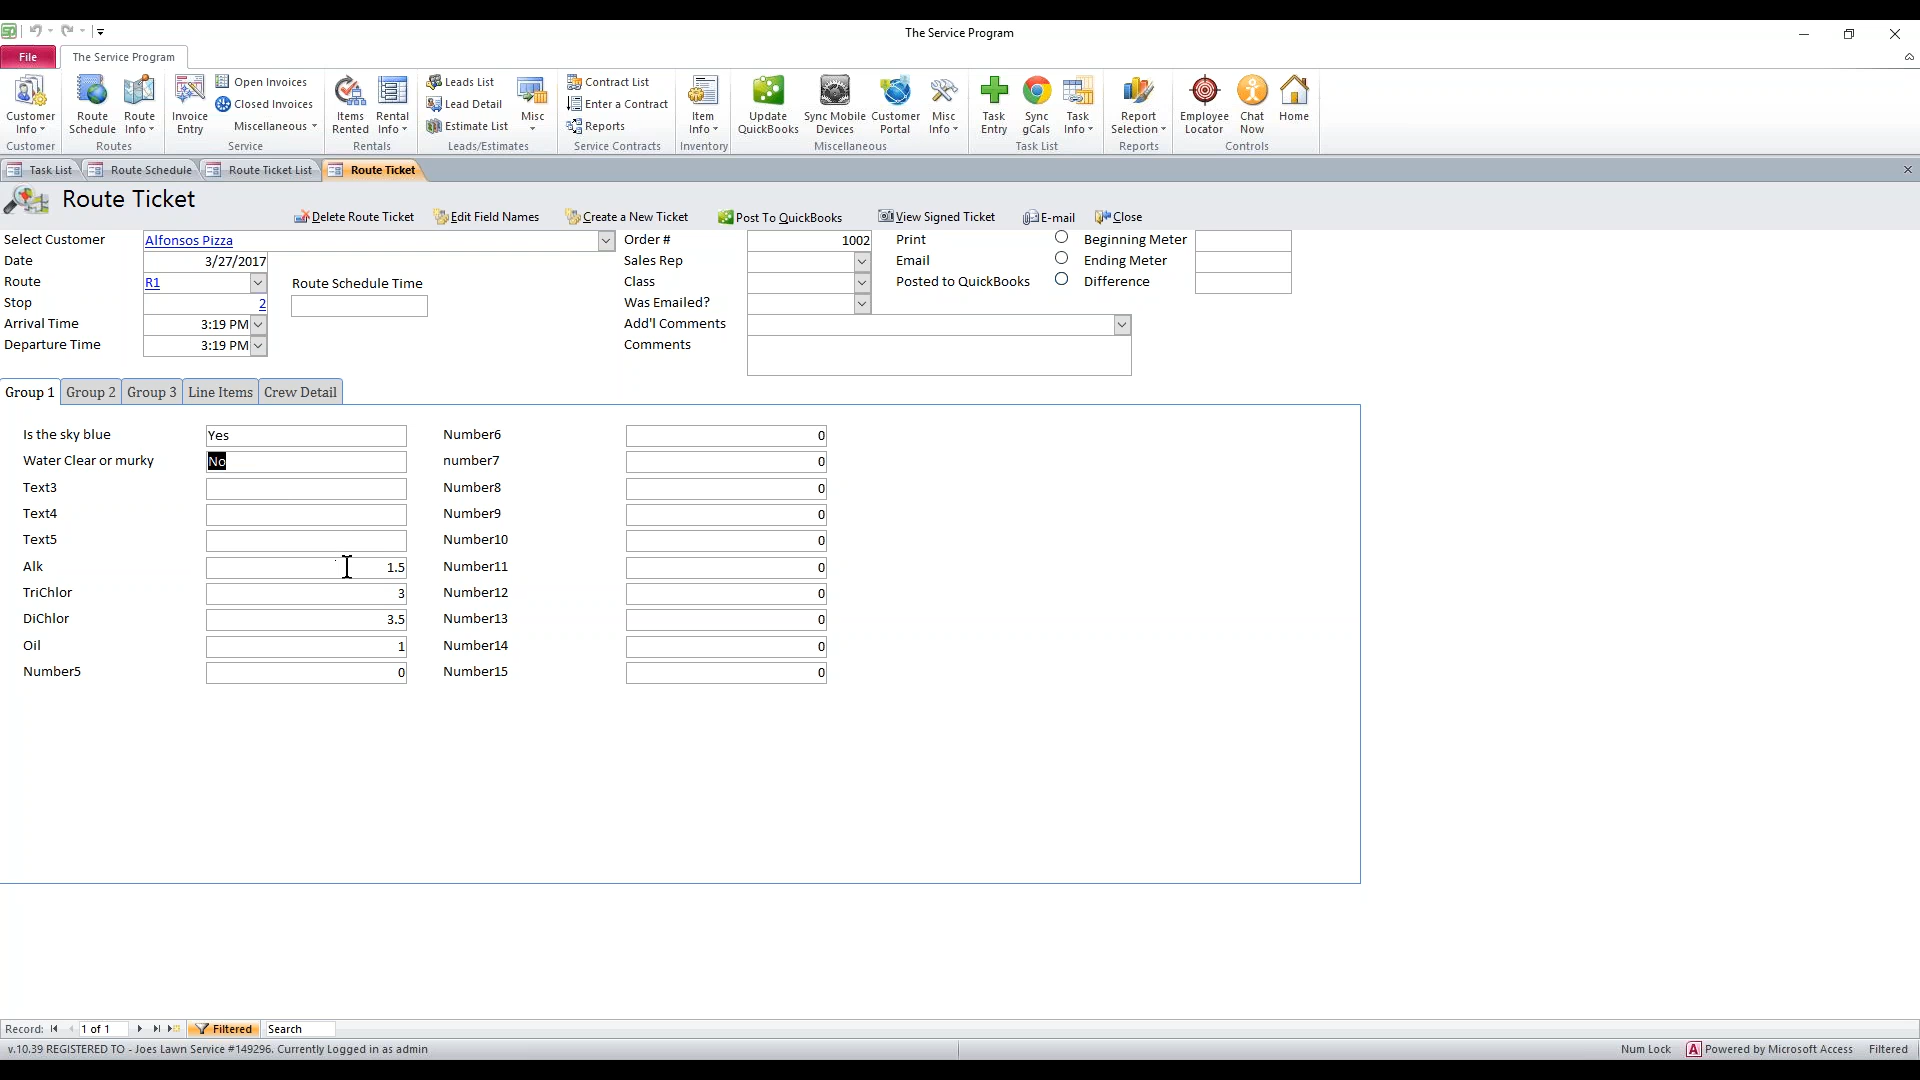 The Service Program
File
The Service Program
Customer Info
Route Schedule
Route Info
Invoice Entry
Open Invoices
Closed Invoices
Miscellaneous
Items Rented
Rental Info
Leads List
Lead Detail
Estimate List
Misc
Contract List
Enter a Contract
Reports
Item Info
Update QuickBooks
Sync Mobile Devices
Customer Portal
Misc Info
Task Entry
Sync gCals
Task Info
Report Selection
Employee Locator
Chat Now
Home
Customer
Routes
Service
Rentals
Leads/Estimates
Service Contracts
Inventory
Miscellaneous
Task List
Reports
Controls
Task List
Route Schedule
Route Ticket List
Route Ticket
Route Ticket
Delete Route Ticket
Edit Field Names
Create a New Ticket
Post To QuickBooks
View Signed Ticket
E-mail
Close
Select Customer Alfonsos Pizza
Date 3/27/2017
Route R1
Stop 2
Arrival Time 3:19 PM
Departure Time 3:19 PM
Route Schedule Time
Order # 1002
Sales Rep
Class
Was Emailed?
Add'l Comments
Comments
Print
Email
Posted to QuickBooks
Beginning Meter
Ending Meter
Difference
Group 1 Group 2 Group 3 Line Items Crew Detail
Is the sky blue Yes
Water Clear or murky No
Text3
Text4
Text5
Alk 1.5
TriChlor 3
DiChlor 3.5
Oil 1
Number5 0
Number6 0
number7 0
Number8 0
Number9 0
Number10 0
Number11 0
Number12 0
Number13 0
Number14 0
Number15 0
Record: 1 of 1 Filtered Search
v.10.39 REGISTERED TO - Joes Lawn Service #149296. Currently Logged in as admin
Num Lock
A Powered by Microsoft Access
Filtered